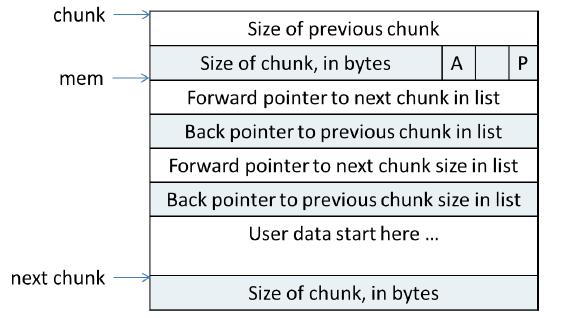 chunk
Size of previous chunk
Size of chunk, in bytes A P
mem
Forward pointer to next chunk in list
Back pointer to previous chunk in list
Forward pointer to next chunk size in list
Back pointer to previous chunk size in list
User data start here ...
next chunk
Size of chunk, in bytes